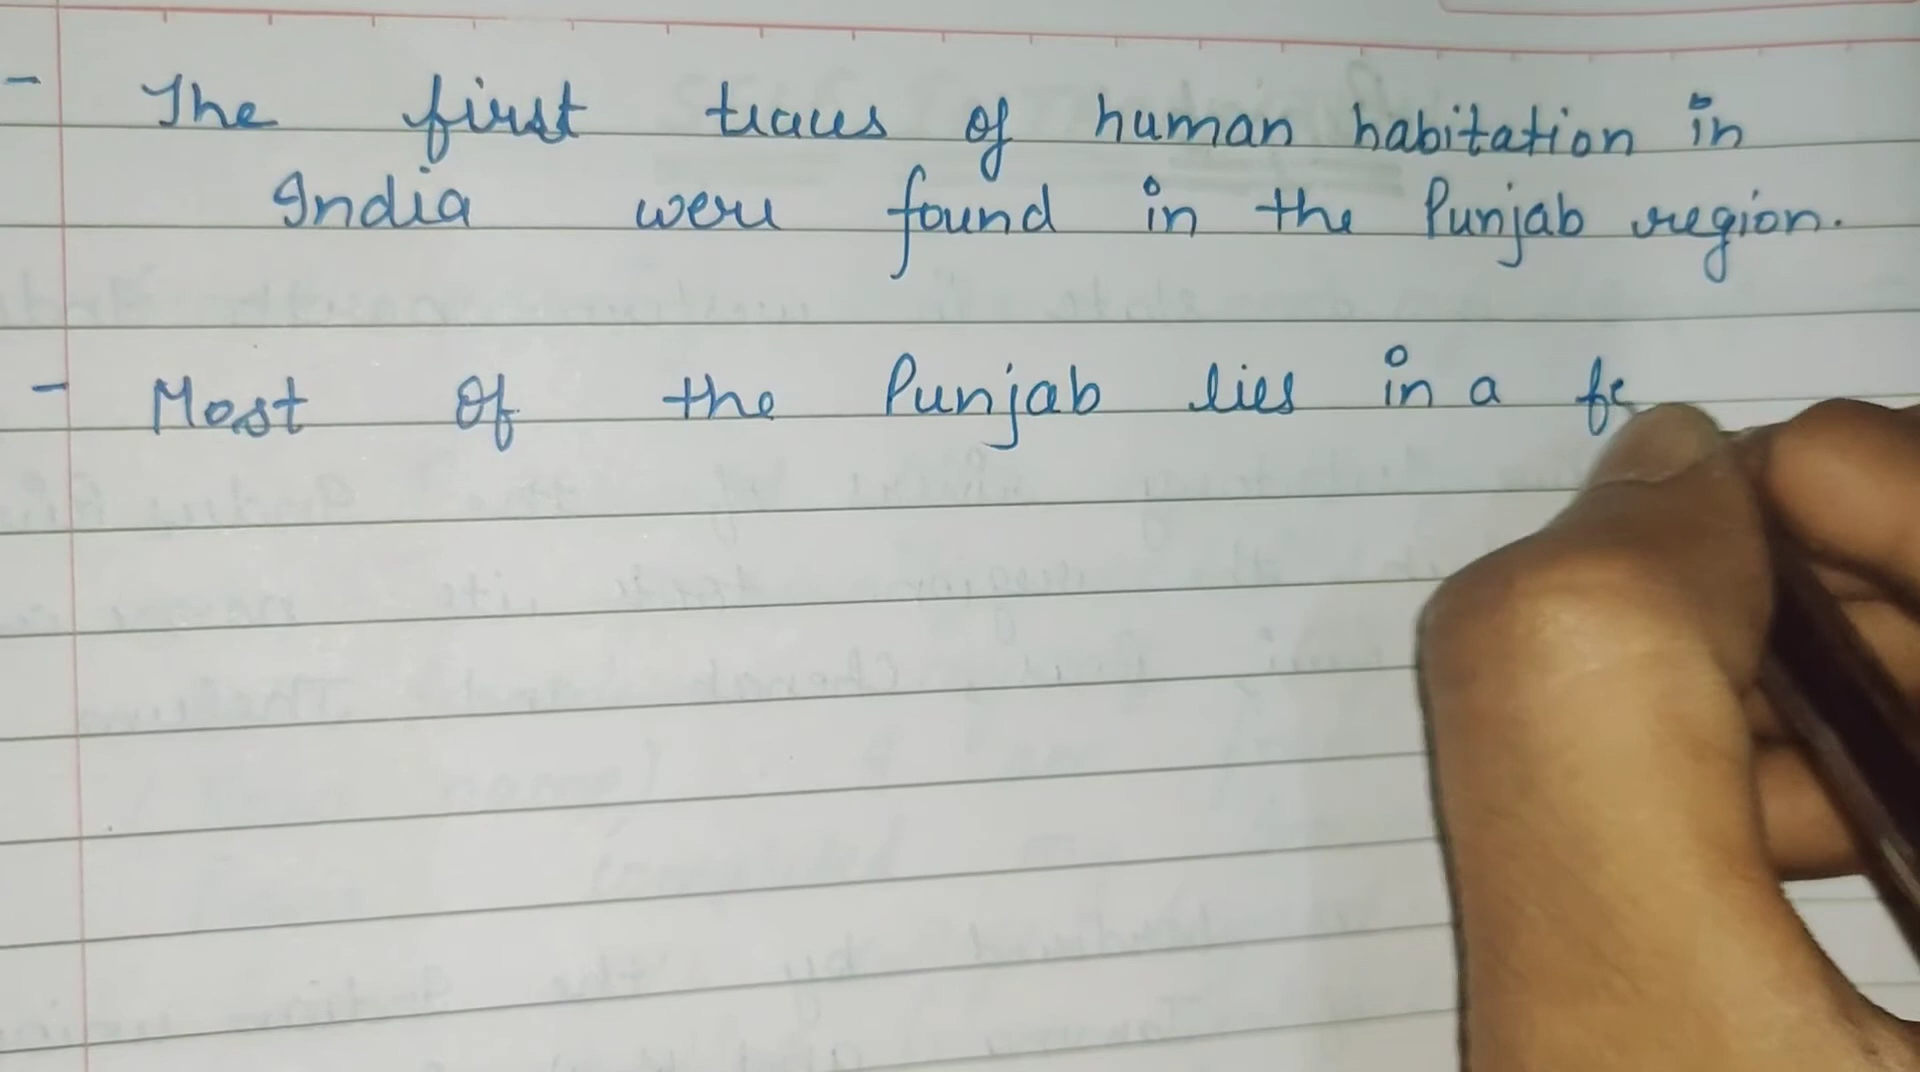 - The first traces of human habitation in
India were found in the Punjab region.
- Most of the Punjab lies in a fe